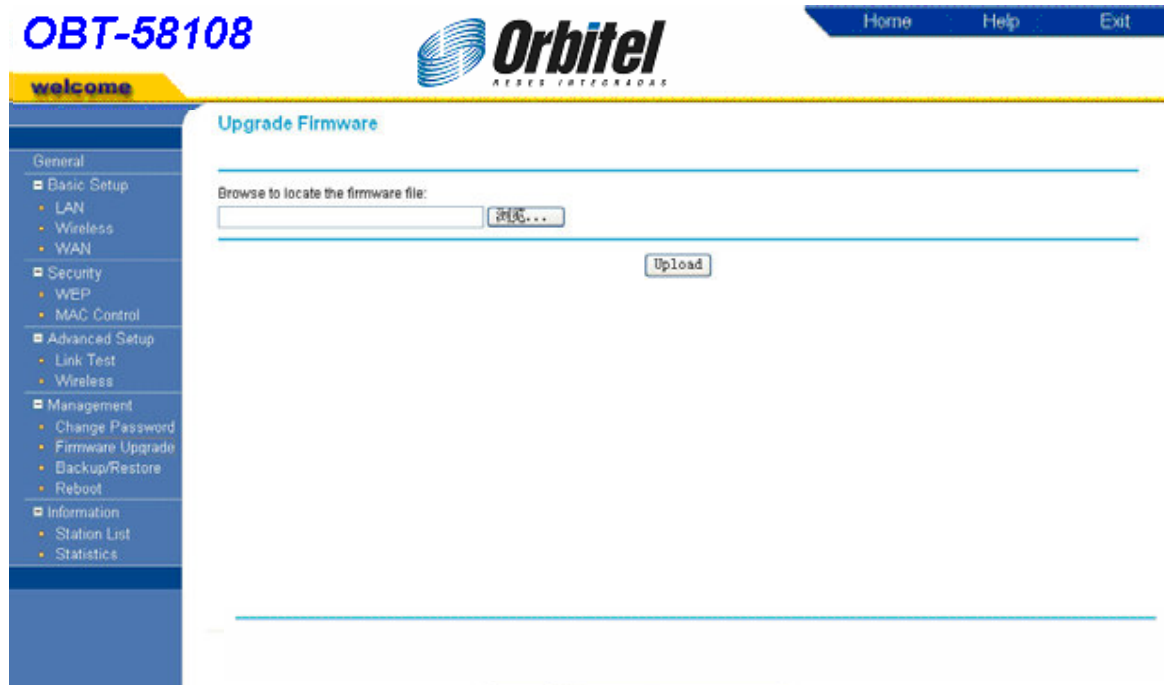 OBT-58108
Orbitel
REDES INTEGRADAS
Home Help Exit
welcome
Upgrade Firmware
General
Basic Setup
LAN
Wireless
WAN
Security
WEP
MAC Control
Advanced Setup
Link Test
Wireless
Management
Change Password
Firmware Upgrade
Backup/Restore
Reboot
Information
Station List
Statistics
Browse to locate the firmware file:
浏览...
Upload